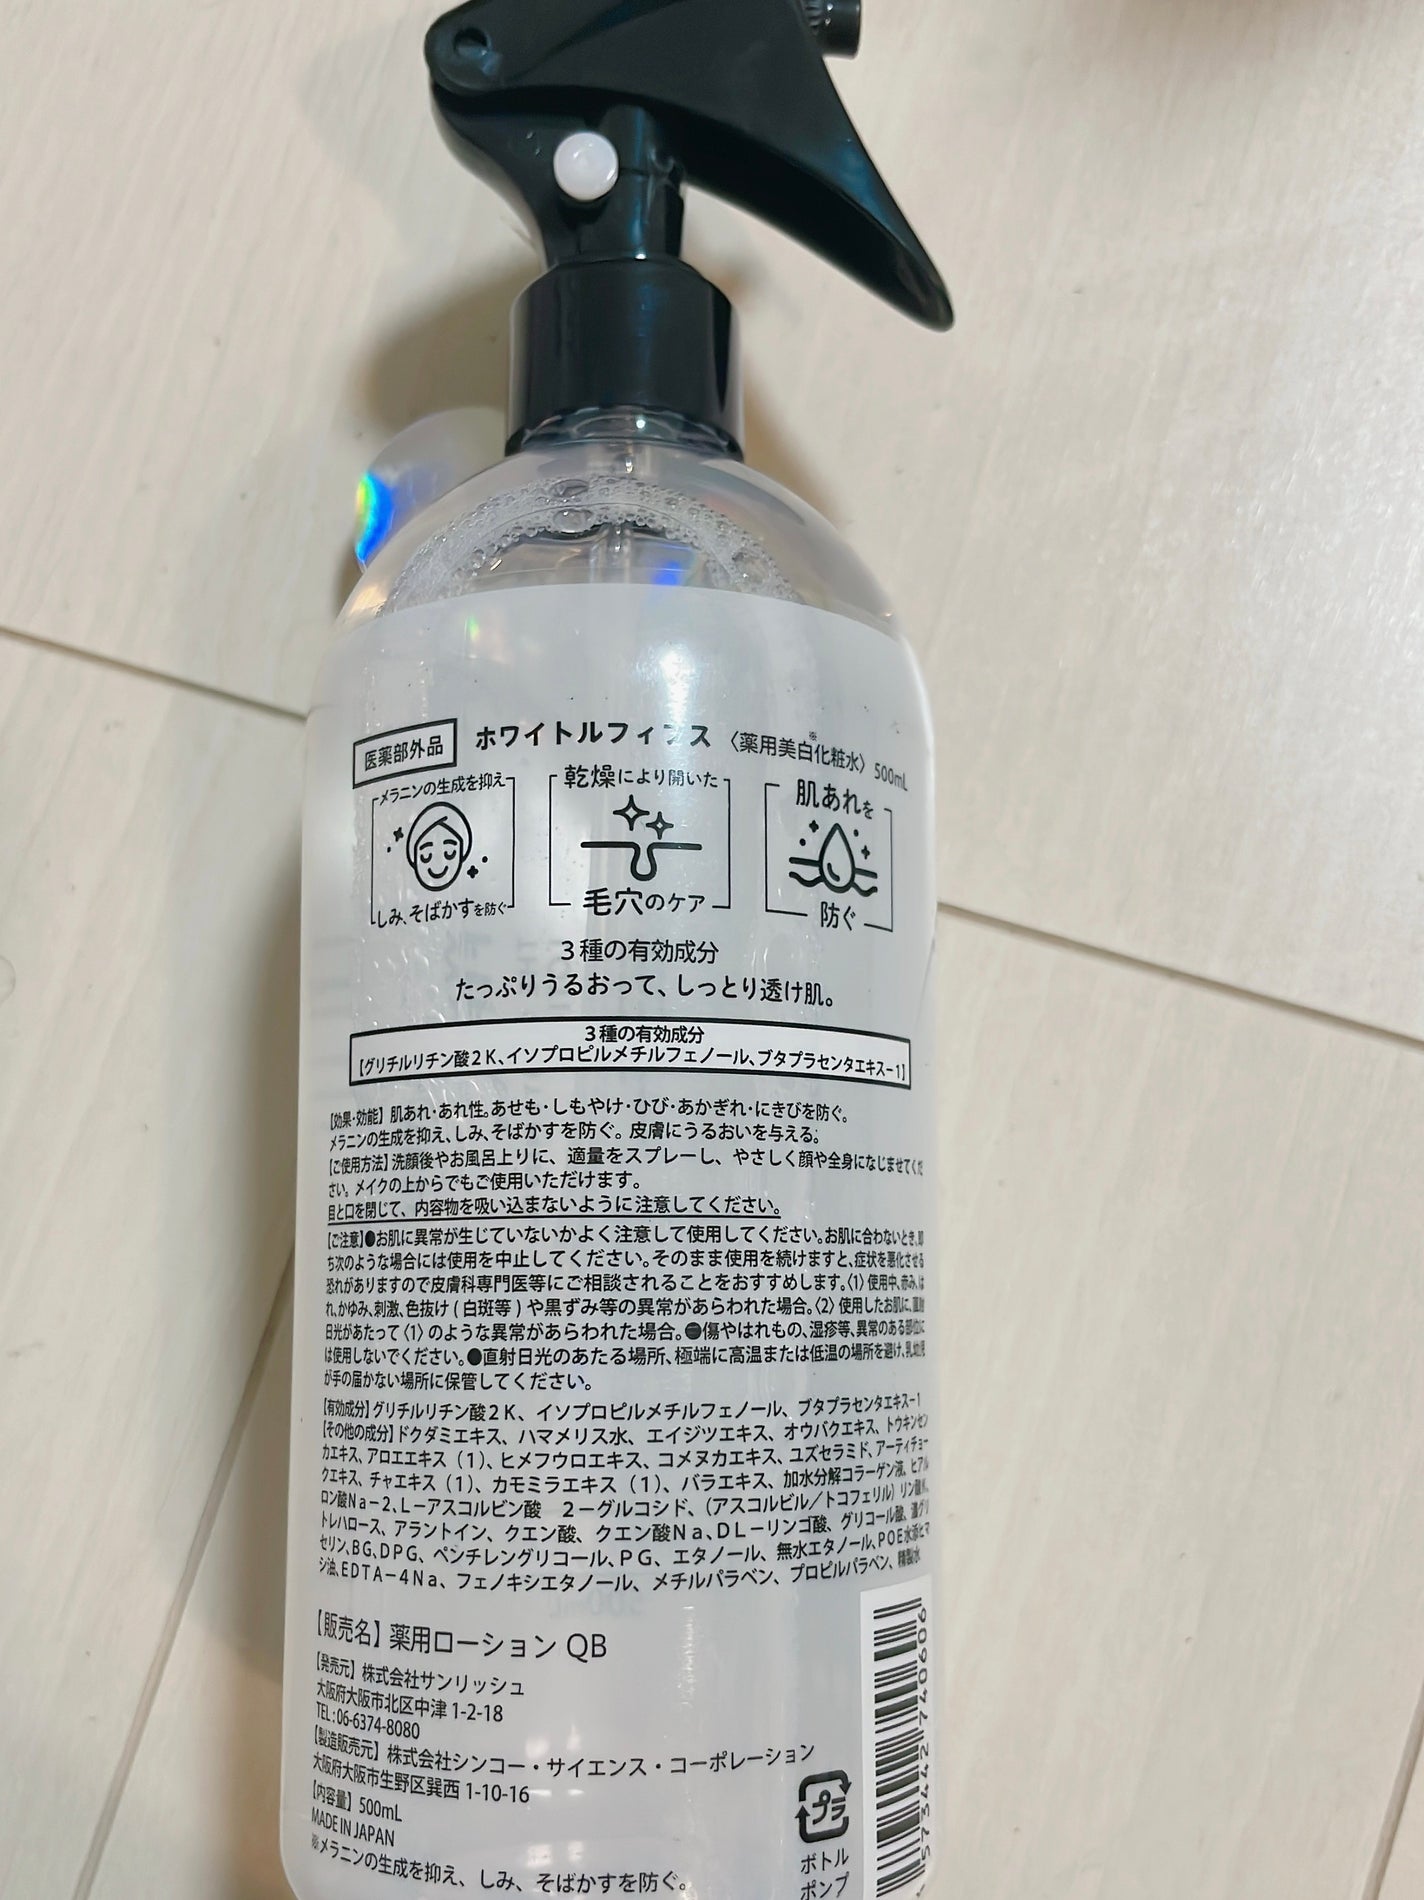 医薬部外品 ホワイトルフィンス 〈薬用美白※化粧水〉 500mL
メラニンの生成を抑え
しみ、そばかすを防ぐ
乾燥により開いた
毛穴のケア
肌あれを
防ぐ
3種の有効成分
たっぷりうるおって、しっとり透け肌。
3種の有効成分
【グリチルリチン酸2K、イソプロピルメチルフェノール、ブタプラセンタエキス-1】
【効果・効能】 肌あれ・あれ性。あせも・しもやけ・ひび・あかぎれ・にきびを防ぐ。
メラニンの生成を抑え、しみ、そばかすを防ぐ。 皮膚にうるおいを与える。
【ご使用方法】 洗顔後やお風呂上りに、適量をスプレーし、やさしく顔や全身になじませてくだ
さい。メイクの上からでもご使用いただけます。
目と口を閉じて、内容物を吸い込まないように注意してください。
【ご注意】●お肌に異常が生じていないかよく注意して使用してください。お肌に合わないとき、即
ち次のような場合には使用を中止してください。そのまま使用を続けますと、症状を悪化させる
恐れがありますので皮膚科専門医等にご相談されることをおすすめします。〈1〉使用中、赤み、は
れ、かゆみ、刺激、色抜け(白斑等)や黒ずみ等の異常があらわれた場合。〈2〉使用したお肌に、直射
日光があたって〈1〉のような異常があらわれた場合。●傷やはれもの、湿疹等、異常のある部位に
は使用しないでください。●直射日光のあたる場所、極端に高温または低温の場所を避け、乳幼児
が手の届かない場所に保管してください。
【有効成分】グリチルリチン酸2K、イソプロピルメチルフェノール、ブタプラセンタエキス-1
【その他の成分】ドクダミエキス、ハマメリス水、エイジツエキス、オウバクエキス、トウキンセン
カエキス、アロエエキス(1)、ヒメフウロエキス、コメヌカエキス、ユズセラミド、アーティチョー
クエキス、チャエキス(1)、カモミラエキス(1)、バラエキス、加水分解コラーゲン液、ヒアル
ロン酸Na-2、L-アスコルビン酸 2-グルコシド、(アスコルビル/トコフェリル)リン酸K、
トレハロース、アラントイン、クエン酸、クエン酸Na、DL-リンゴ酸、グリコール酸、濃グリ
セリン、BG、DPG、ペンチレングリコール、PG、エタノール、無水エタノール、POE水添ヒマ
シ油、EDTA-4Na、フェノキシエタノール、メチルパラベン、プロピルパラベン、精製水
【販売名】薬用ローション QB
【発売元】株式会社サンリッシュ
大阪府大阪市北区中津 1-2-18
TEL:06-6374-8080
【製造販売元】株式会社シンコー・サイエンス・コーポレーション
大阪府大阪市生野区巽西 1-10-16
【内容量】500mL
MADE IN JAPAN
※メラニンの生成を抑え、しみ、そばかすを防ぐ。
プラ
ボトル
ポンプ
573442 740606